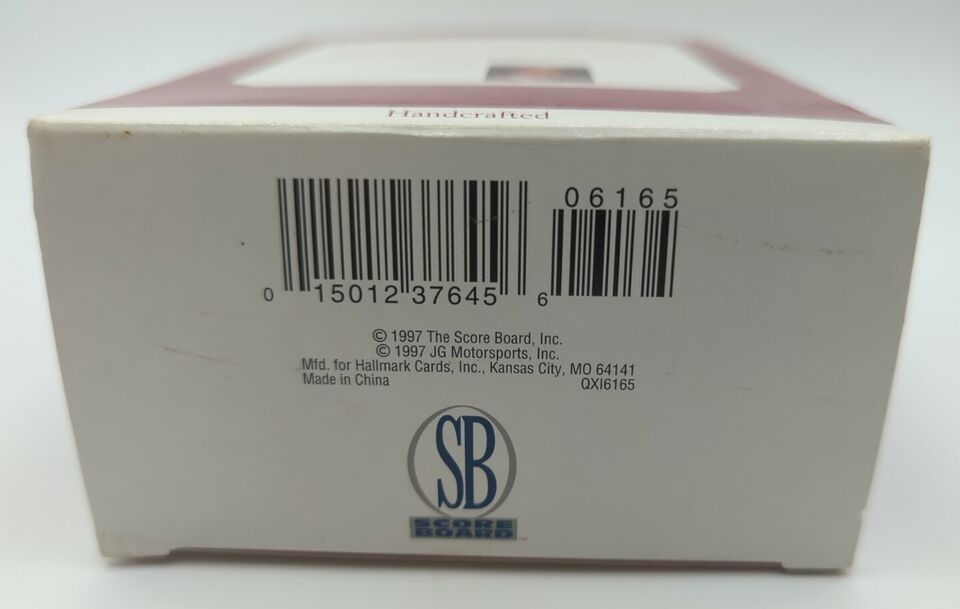 Handcrafted
06165
0 15012 37645 6
© 1997 The Score Board, Inc.
© 1997 JG Motorsports, Inc.
Mfd. for Hallmark Cards, Inc., Kansas City, MO 64141
Made in China QXI6165
SB
SCORE
BOARD™